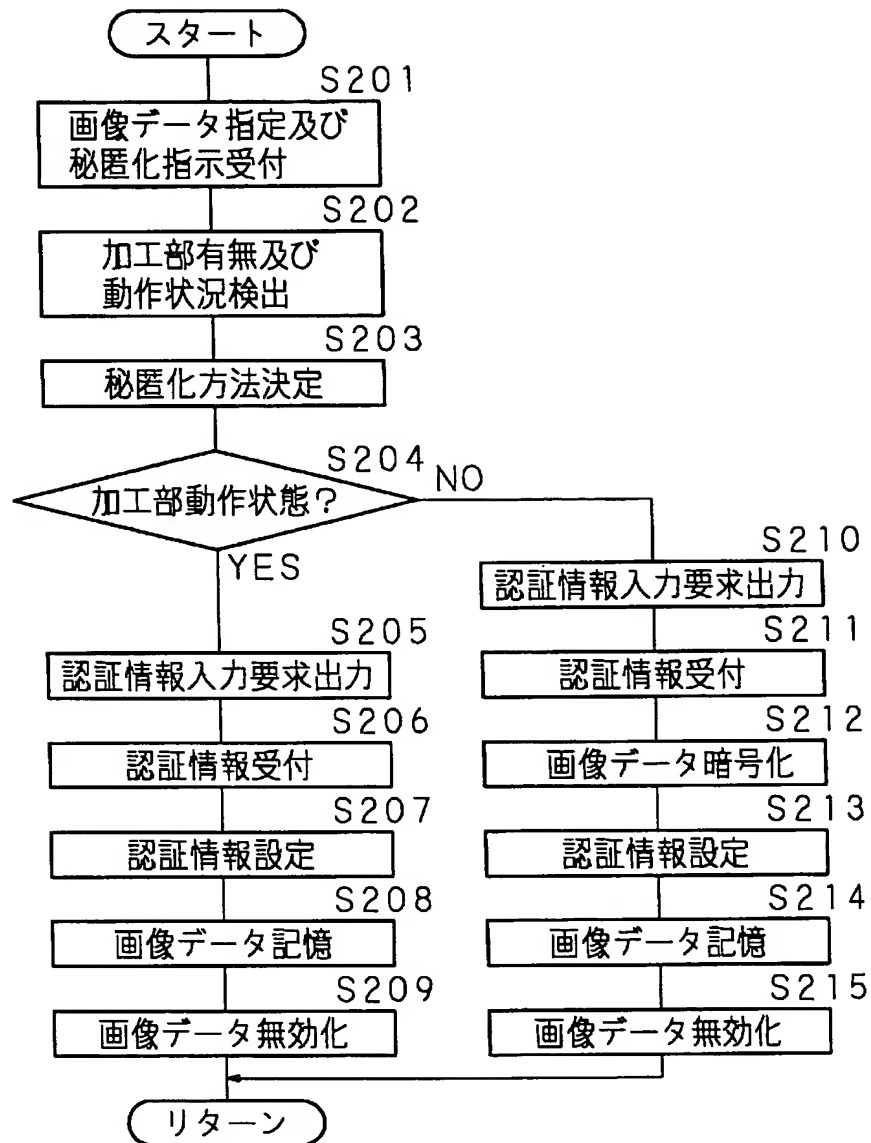 スタート
S201
画像データ指定及び
秘匿化指示受付
S202
加工部有無及び
動作状況検出
S203
秘匿化方法決定
S204
加工部動作状態?
NO
YES
S205
認証情報入力要求出力
S206
認証情報受付
S207
認証情報設定
S208
画像データ記憶
S209
画像データ無効化
S210
認証情報入力要求出力
S211
認証情報受付
S212
画像データ暗号化
S213
認証情報設定
S214
画像データ記憶
S215
画像データ無効化
リターン